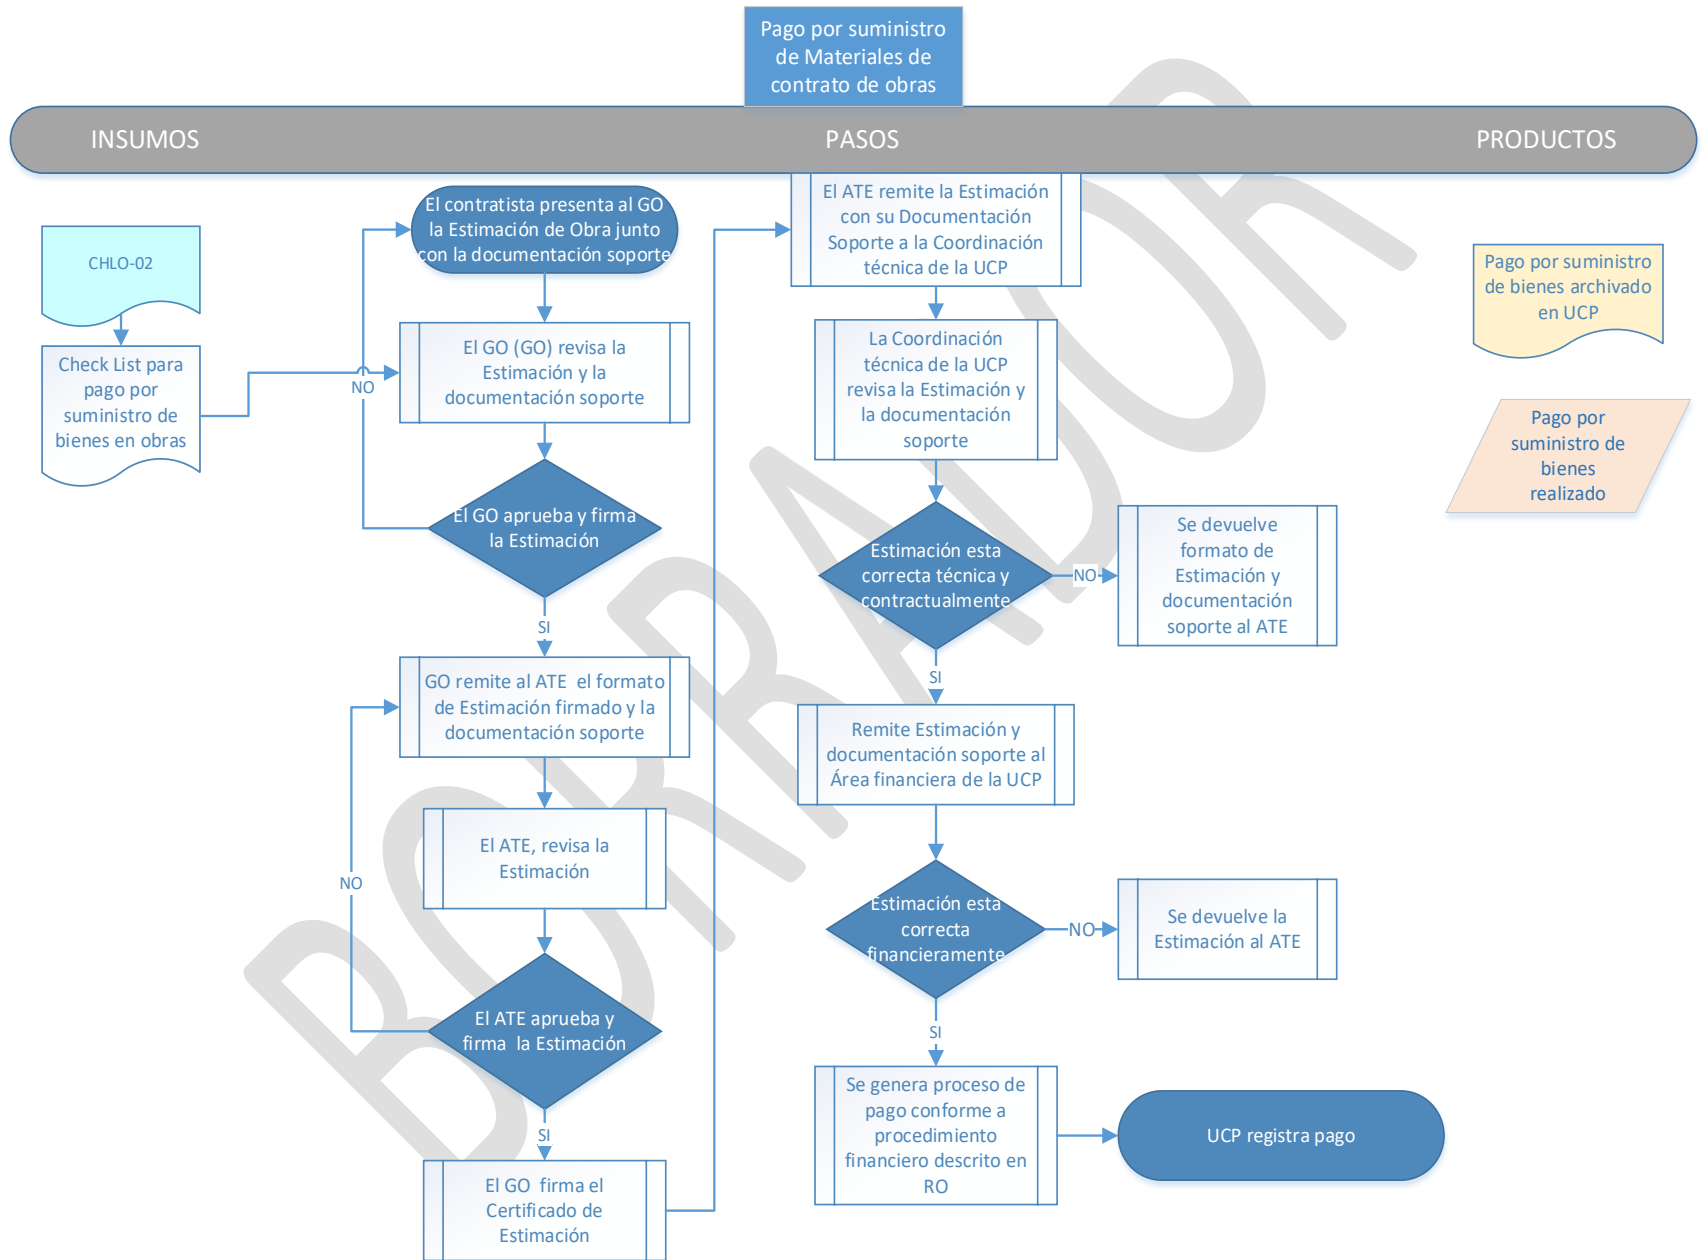 Pago por suministro
de Materiales de
contrato de obras
INSUMOS
PASOS
PRODUCTOS
CHLO-02
Check List para
pago por
suministro de
bienes en obras
El contratista presenta al GO
la Estimación de Obra junto
con la documentación soporte
El GO (GO) revisa la
Estimación y la
documentación soporte
NO
El GO aprueba y firma
la Estimación
SI
GO remite al ATE el formato
de Estimación firmado y la
documentación soporte
El ATE, revisa la
Estimación
NO
El ATE aprueba y
firma la Estimación
SI
El GO firma el
Certificado de
Estimación
El ATE remite la Estimación
con su Documentación
Soporte a la Coordinación
técnica de la UCP
La Coordinación
técnica de la UCP
revisa la Estimación y
la documentación
soporte
Estimación esta
correcta técnica y
contractualmente
NO
Se devuelve
formato de
Estimación y
documentación
soporte al ATE
SI
Remite Estimación y
documentación soporte al
Área financiera de la UCP
Estimación esta
correcta
financieramente
NO
Se devuelve la
Estimación al ATE
SI
Se genera proceso de
pago conforme a
procedimiento
financiero descrito en
RO
UCP registra pago
Pago por suministro
de bienes archivado
en UCP
Pago por
suministro de
bienes
realizado
BORRADOR